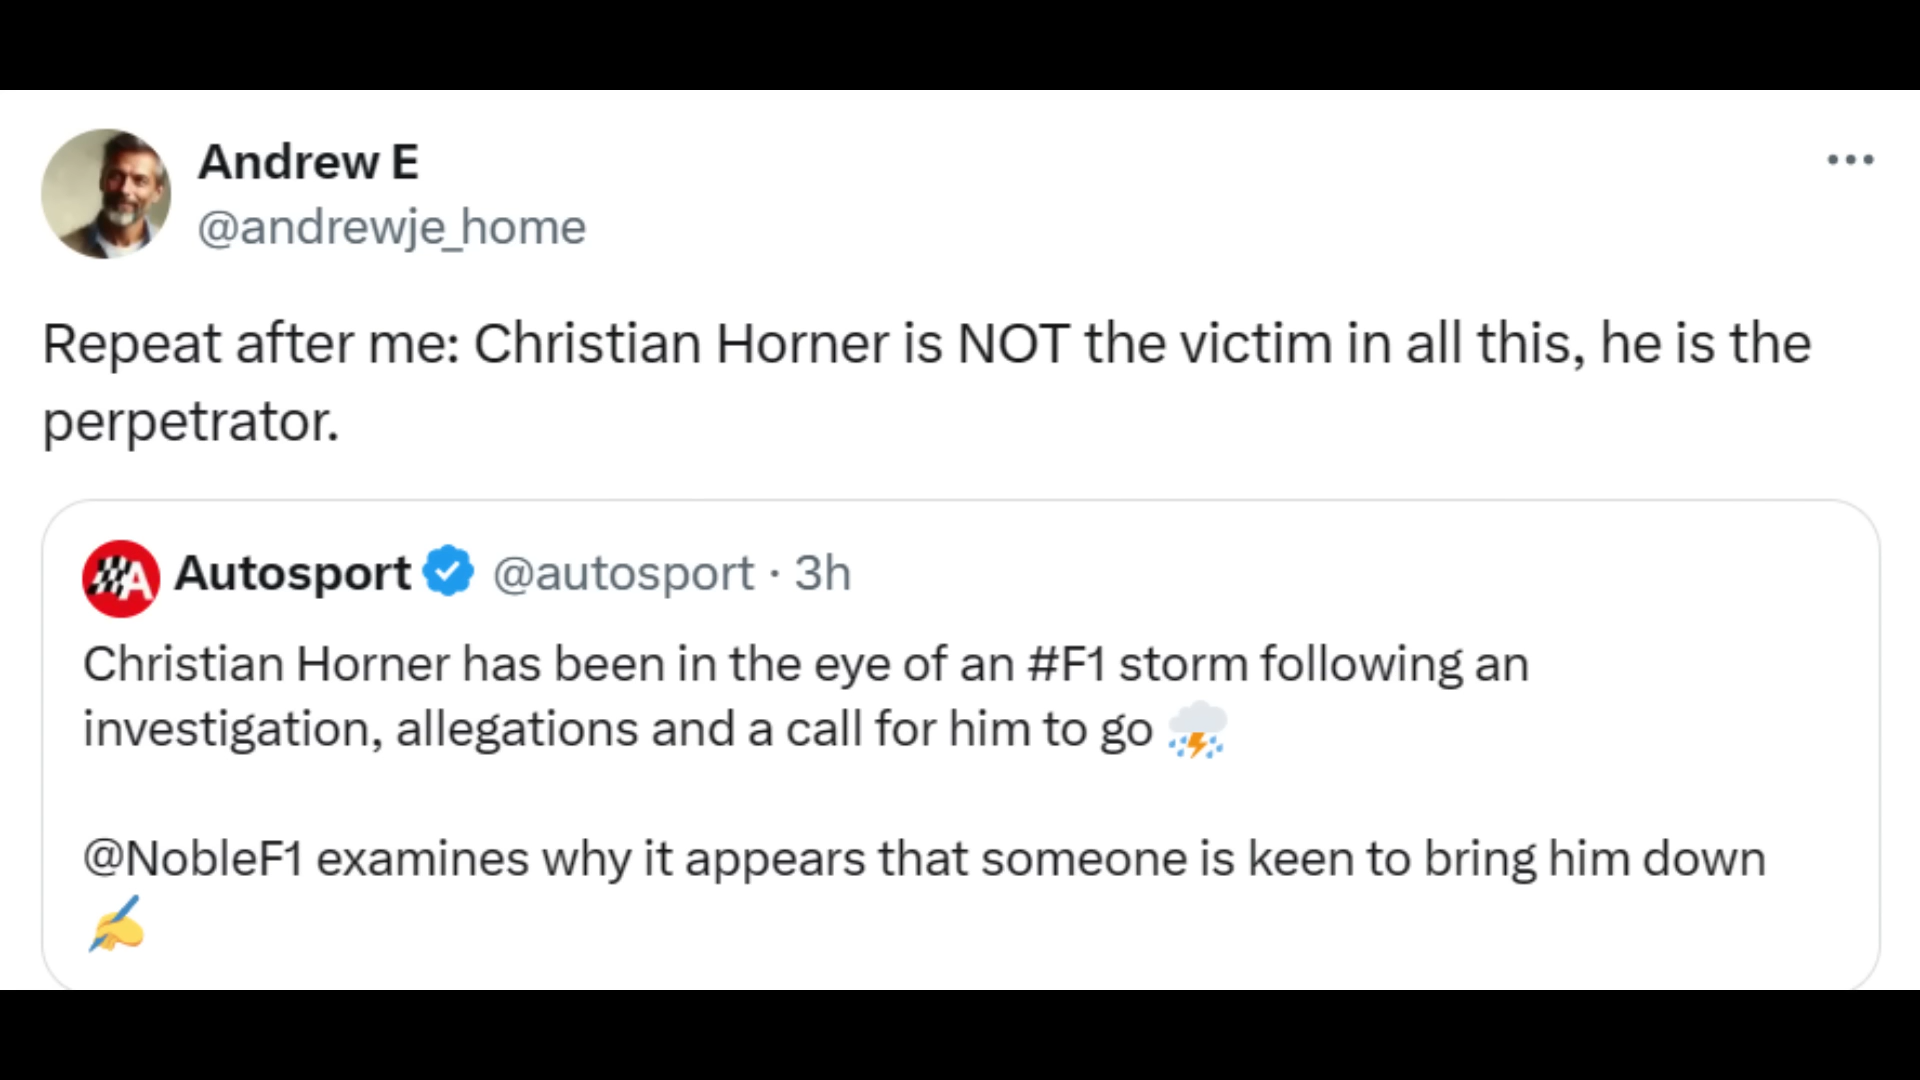 Andrew E
@andrewje_home
Repeat after me: Christian Horner is NOT the victim in all this, he is the
perpetrator.
Autosport @autosport · 3h
Christian Horner has been in the eye of an #F1 storm following an
investigation, allegations and a call for him to go ⛈️
@NobleF1 examines why it appears that someone is keen to bring him down
✍️